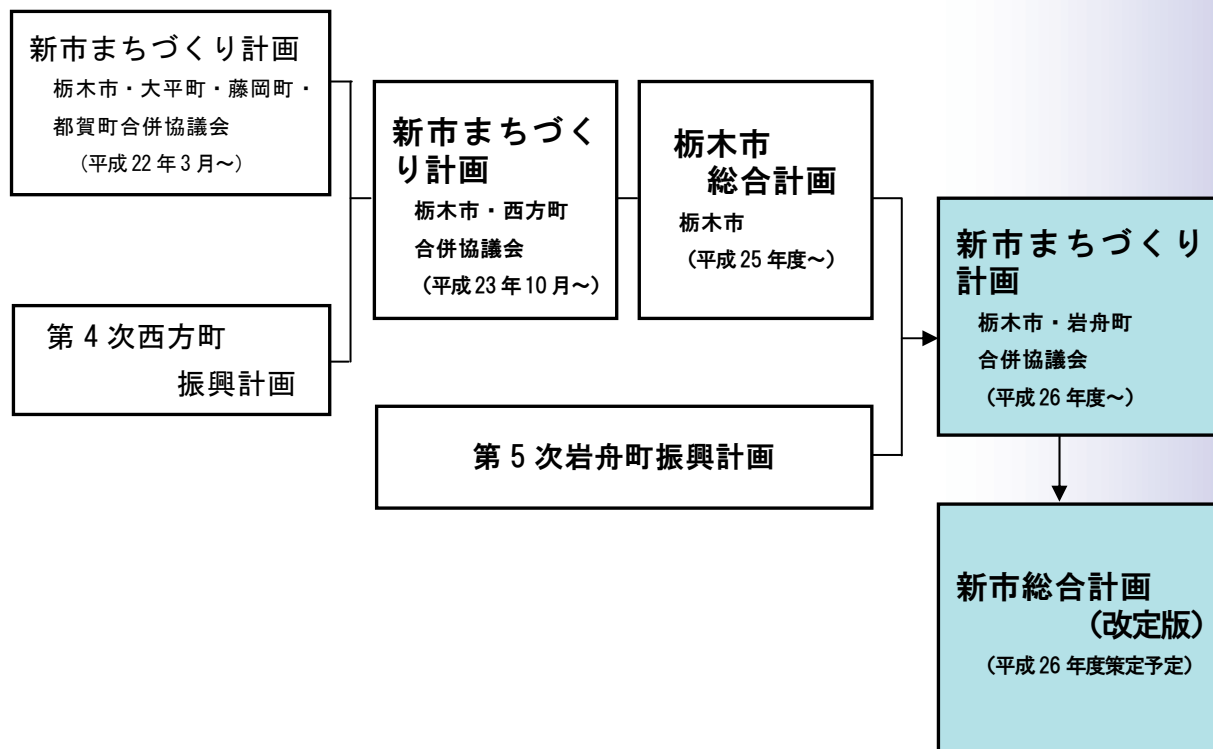 新市まちづくり計画
栃木市・大平町・藤岡町・
都賀町合併協議会
（平成22年3月～）
第4次西方町
振興計画
新市まちづく
り計画
栃木市・西方町
合併協議会
（平成23年10月～）
栃木市
総合計画
栃木市
（平成25年度～）
第5次岩舟町振興計画
新市まちづくり
計画
栃木市・岩舟町
合併協議会
（平成26年度～）
新市総合計画
（改定版）
（平成26年度策定予定）